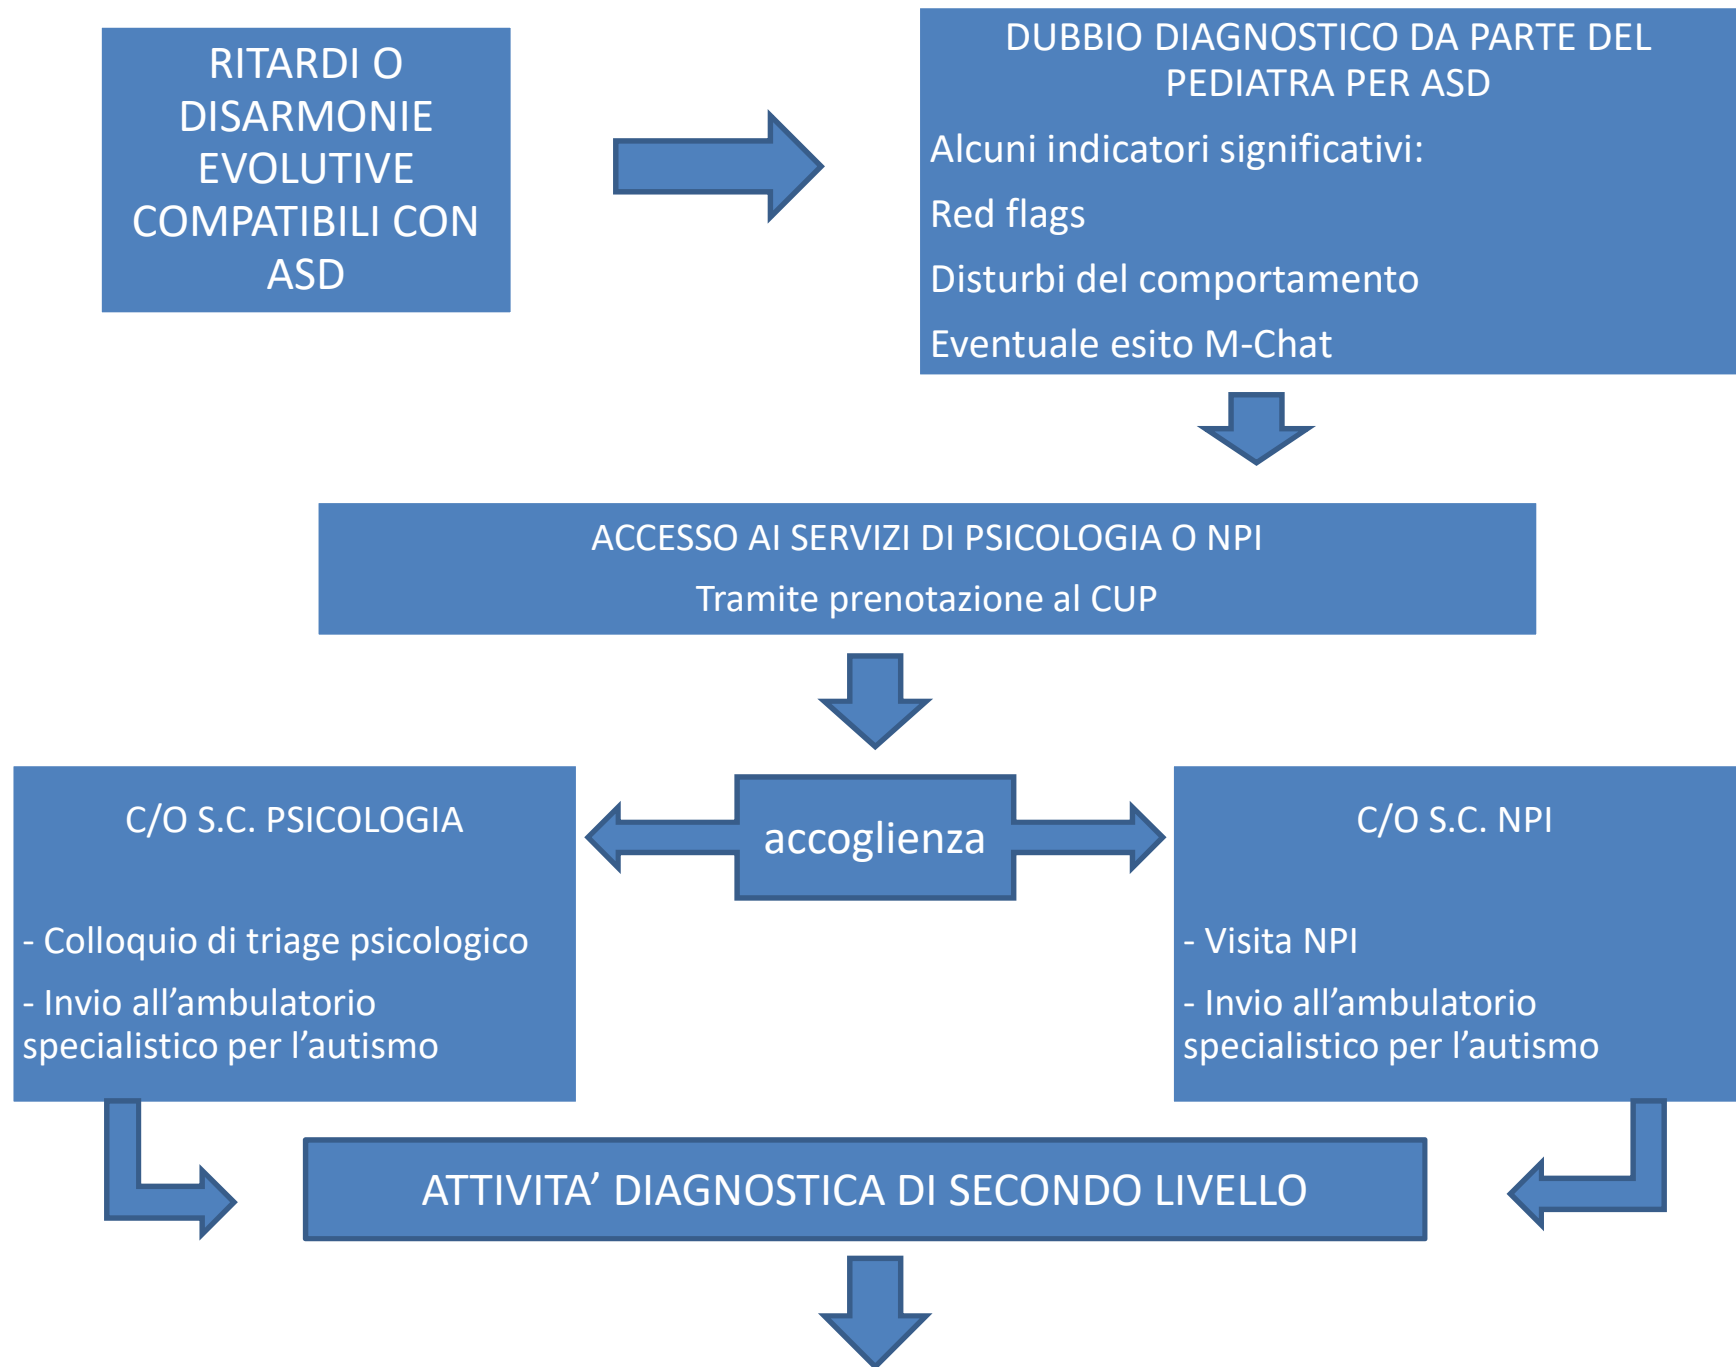 RITARDI O
DISARMONIE
EVOLUTIVE
COMPATIBILI CON
ASD
DUBBIO DIAGNOSTICO DA PARTE DEL
PEDIATRA PER ASD
Alcuni indicatori significativi:
Red flags
Disturbi del comportamento
Eventuale esito M-Chat
ACCESSO AI SERVIZI DI PSICOLOGIA O NPI
Tramite prenotazione al CUP
accoglienza
C/O S.C. PSICOLOGIA
- Colloquio di triage psicologico
- Invio all’ambulatorio
specialistico per l’autismo
C/O S.C. NPI
- Visita NPI
- Invio all’ambulatorio
specialistico per l’autismo
ATTIVITA’ DIAGNOSTICA DI SECONDO LIVELLO